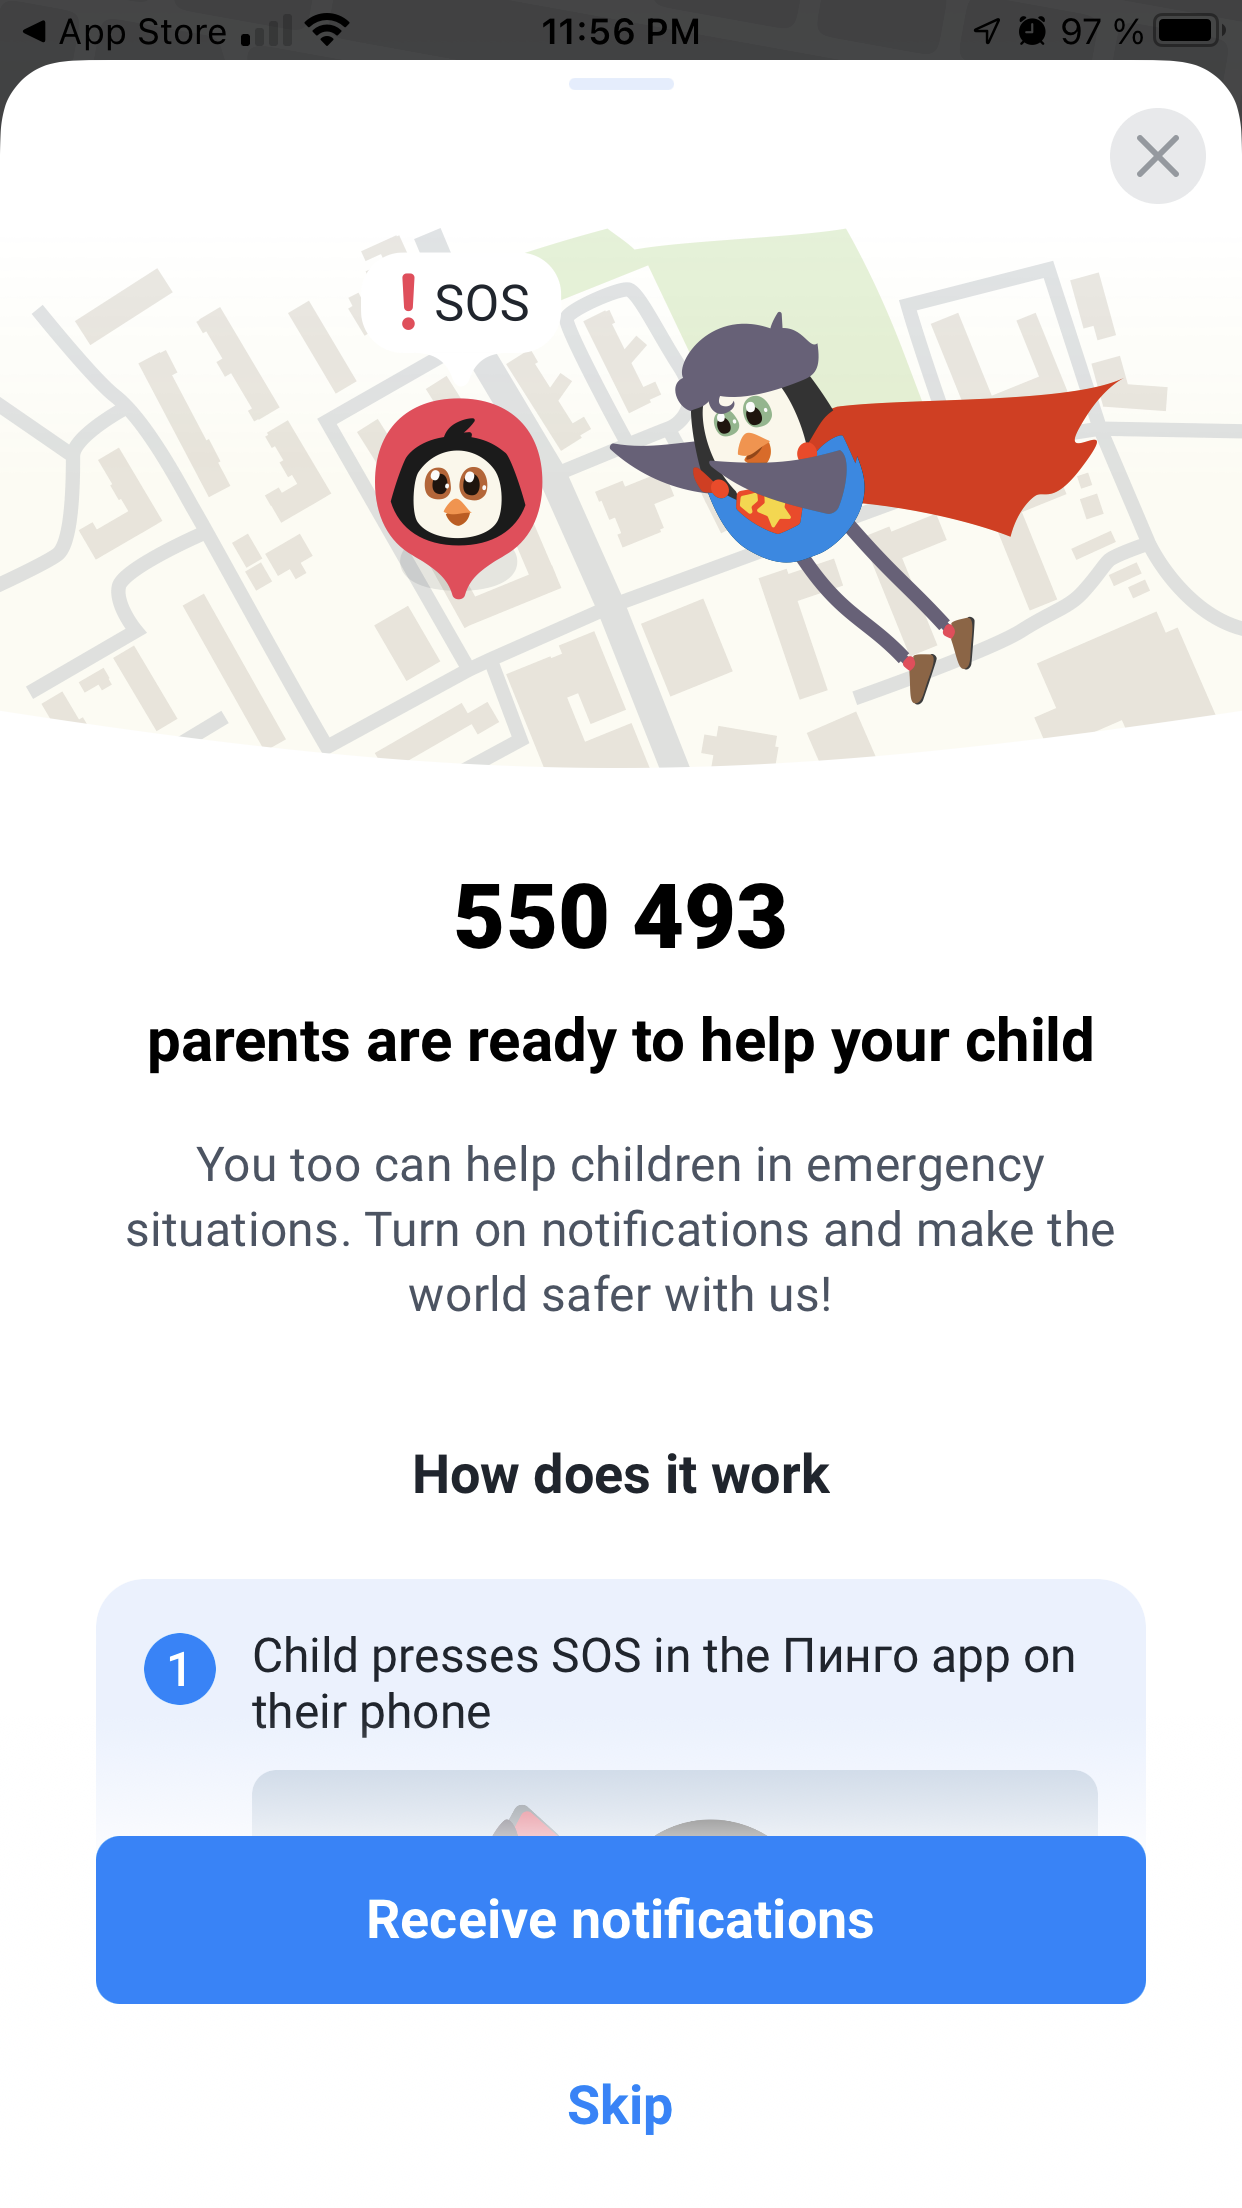 App Store
11:56 PM
97 %
SOS
550 493
parents are ready to help your child
You too can help children in emergency
situations. Turn on notifications and make the
world safer with us!
How does it work
1
Child presses SOS in the Пинго app on
their phone
Receive notifications
Skip